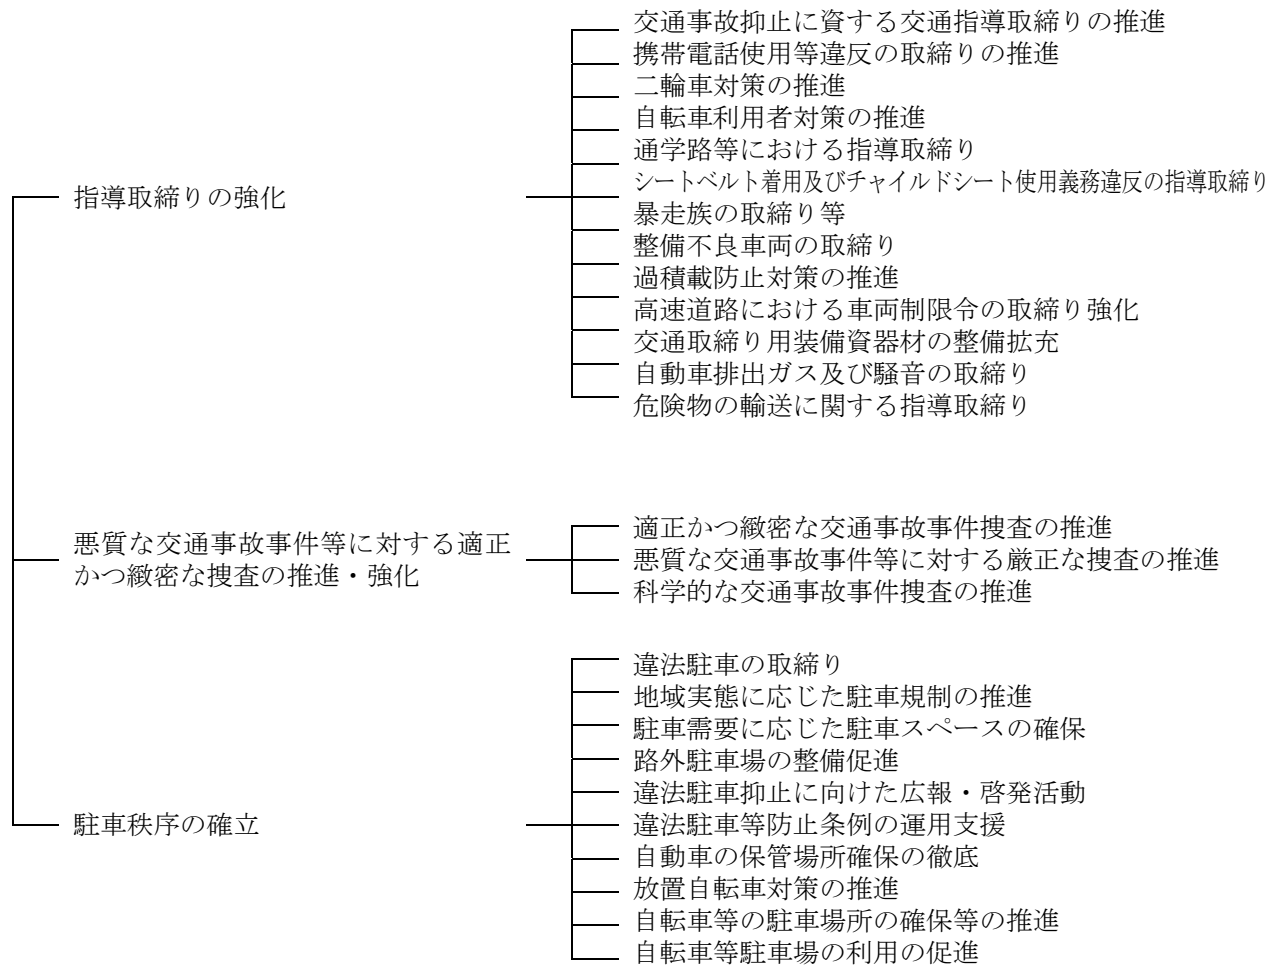 指導取締りの強化
交通事故抑止に資する交通指導取締りの推進
携帯電話使用等違反の取締りの推進
二輪車対策の推進
自転車利用者対策の推進
通学路等における指導取締り
シートベルト着用及びチャイルドシート使用義務違反の指導取締り
暴走族の取締り等
整備不良車両の取締り
過積載防止対策の推進
高速道路における車両制限令の取締り強化
交通取締り用装備資器材の整備拡充
自動車排出ガス及び騒音の取締り
危険物の輸送に関する指導取締り
悪質な交通事故事件等に対する適正
かつ緻密な捜査の推進・強化
適正かつ緻密な交通事故事件捜査の推進
悪質な交通事故事件等に対する厳正な捜査の推進
科学的な交通事故事件捜査の推進
駐車秩序の確立
違法駐車の取締り
地域実態に応じた駐車規制の推進
駐車需要に応じた駐車スペースの確保
路外駐車場の整備促進
違法駐車抑止に向けた広報・啓発活動
違法駐車等防止条例の運用支援
自動車の保管場所確保の徹底
放置自転車対策の推進
自転車等の駐車場所の確保等の推進
自転車等駐車場の利用の促進